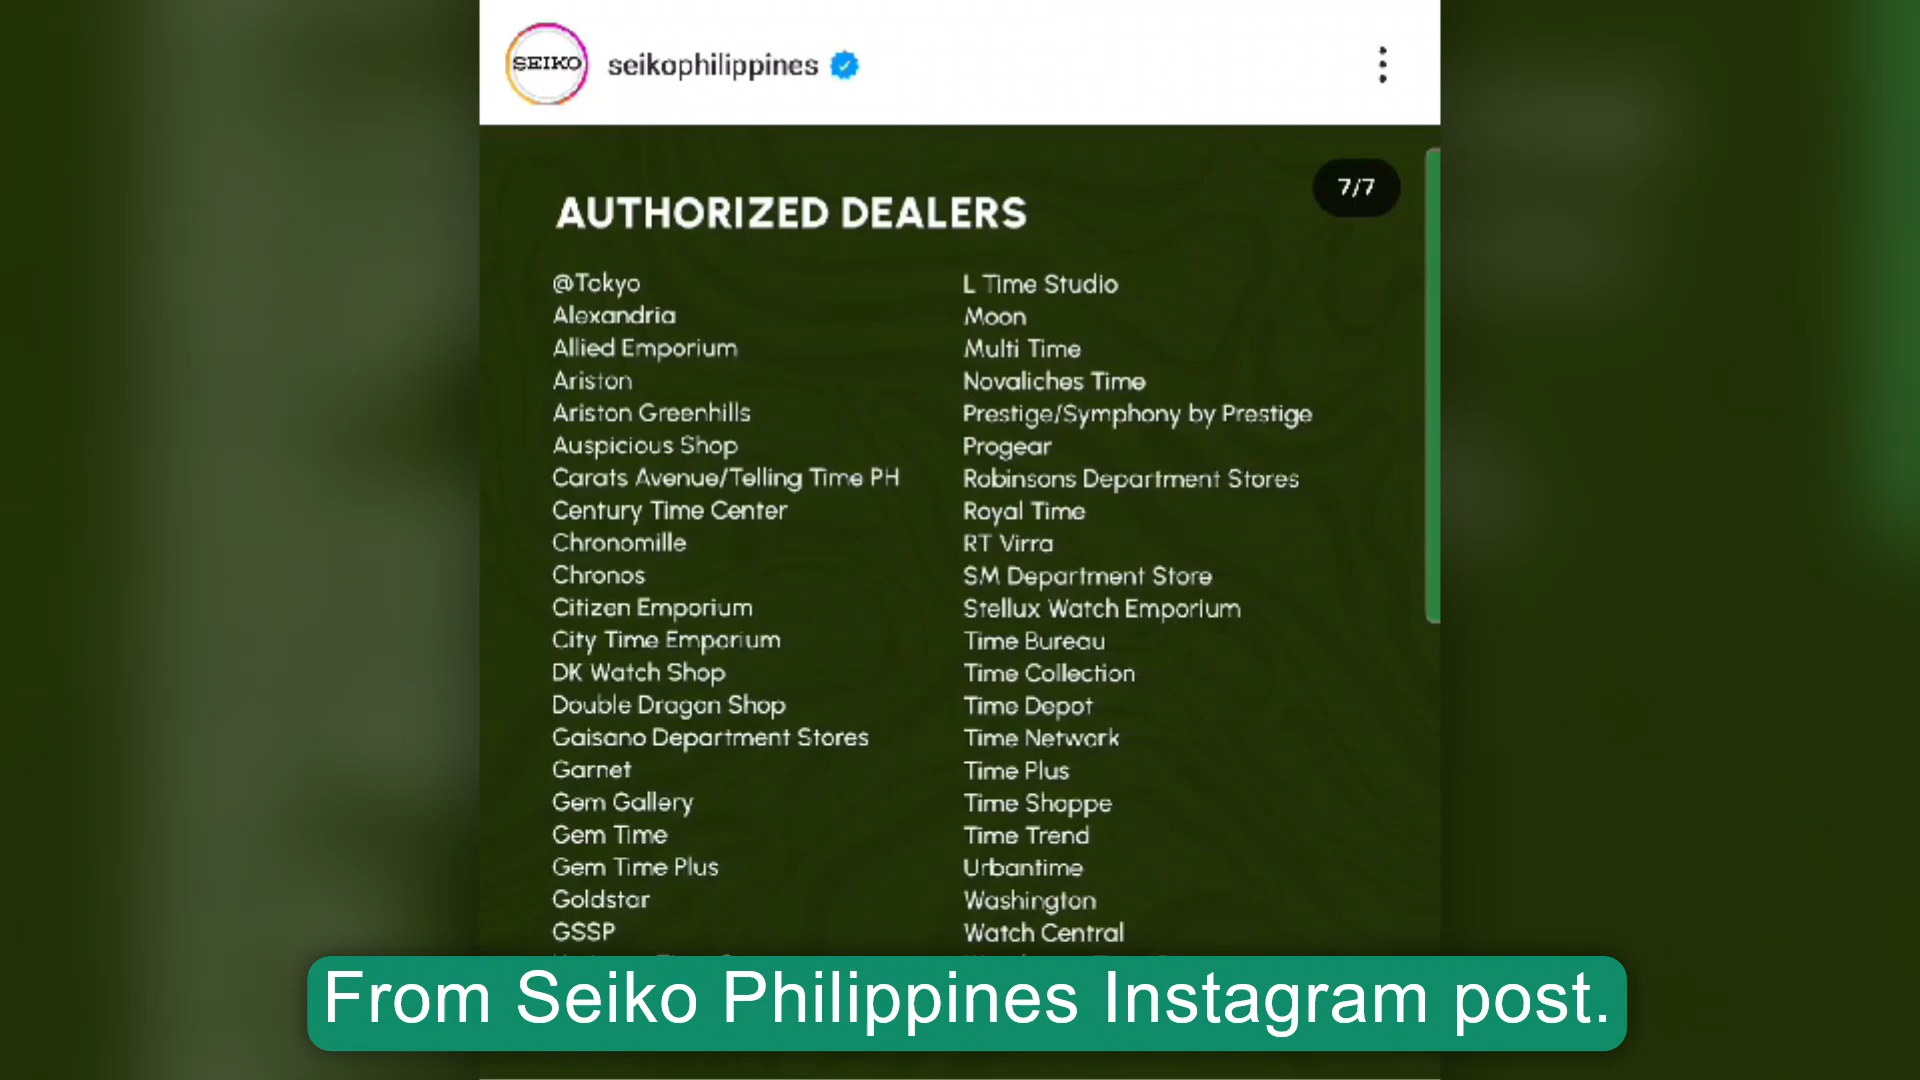 SEIKO
seikophilippines
7/7
AUTHORIZED DEALERS
@Tokyo
Alexandria
Allied Emporium
Ariston
Ariston Greenhills
Auspicious Shop
Carats Avenue/Telling Time PH
Century Time Center
Chronomille
Chronos
Citizen Emporium
City Time Emporium
DK Watch Shop
Double Dragon Shop
Gaisano Department Stores
Garnet
Gem Gallery
Gem Time
Gem Time Plus
Goldstar
GSSP
L Time Studio
Moon
Multi Time
Novaliches Time
Prestige/Symphony by Prestige
Progear
Robinsons Department Stores
Royal Time
RT Virra
SM Department Store
Stellux Watch Emporium
Time Bureau
Time Collection
Time Depot
Time Network
Time Plus
Time Shoppe
Time Trend
Urbantime
Washington
Watch Central
From Seiko Philippines Instagram post.